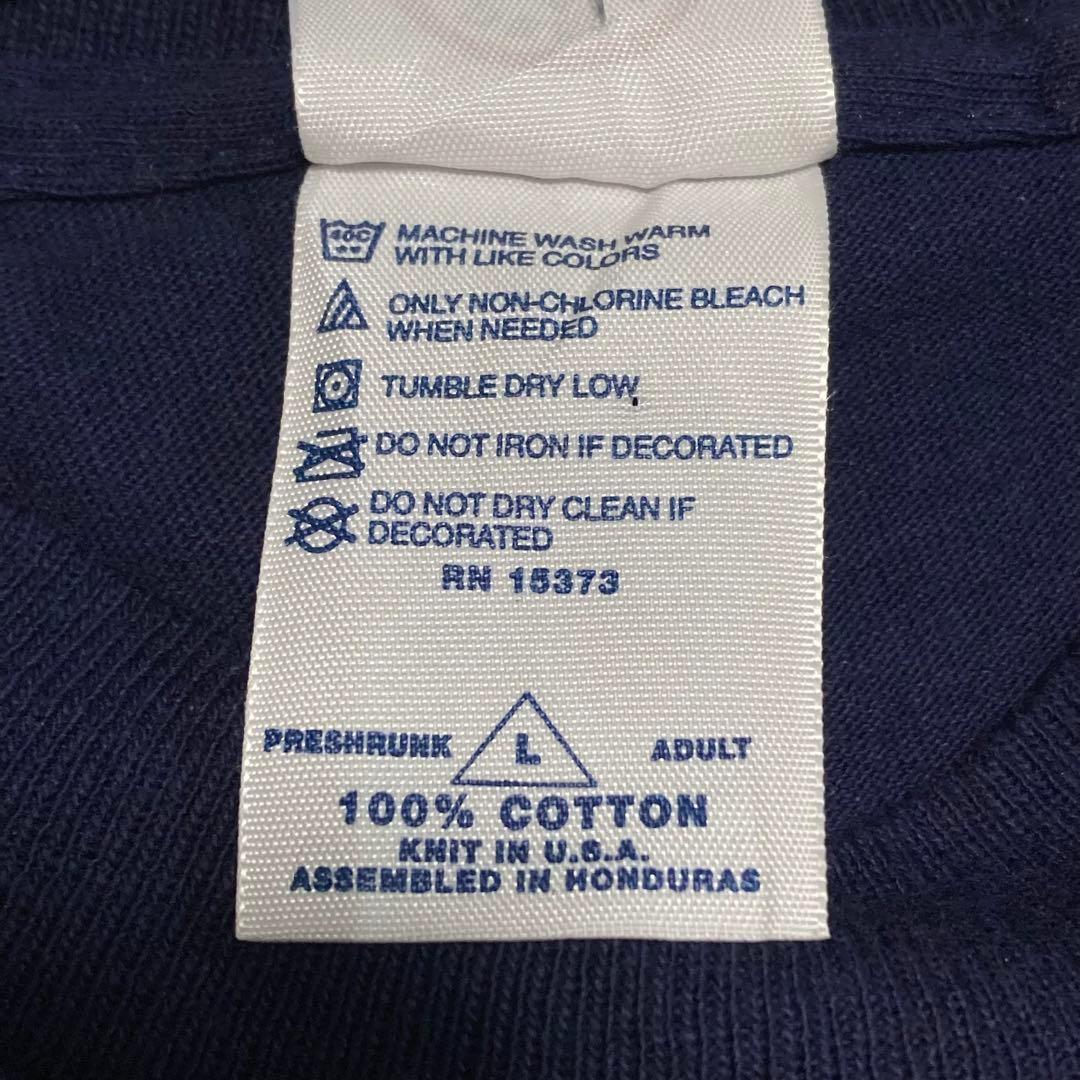 40C
MACHINE WASH WARM
WITH LIKE COLORS
ONLY NON-CHLORINE BLEACH
WHEN NEEDED
TUMBLE DRY LOW
DO NOT IRON IF DECORATED
DO NOT DRY CLEAN IF
DECORATED
RN 15373
PRESHRUNK L ADULT
100% COTTON
KNIT IN U.S.A.
ASSEMBLED IN HONDURAS